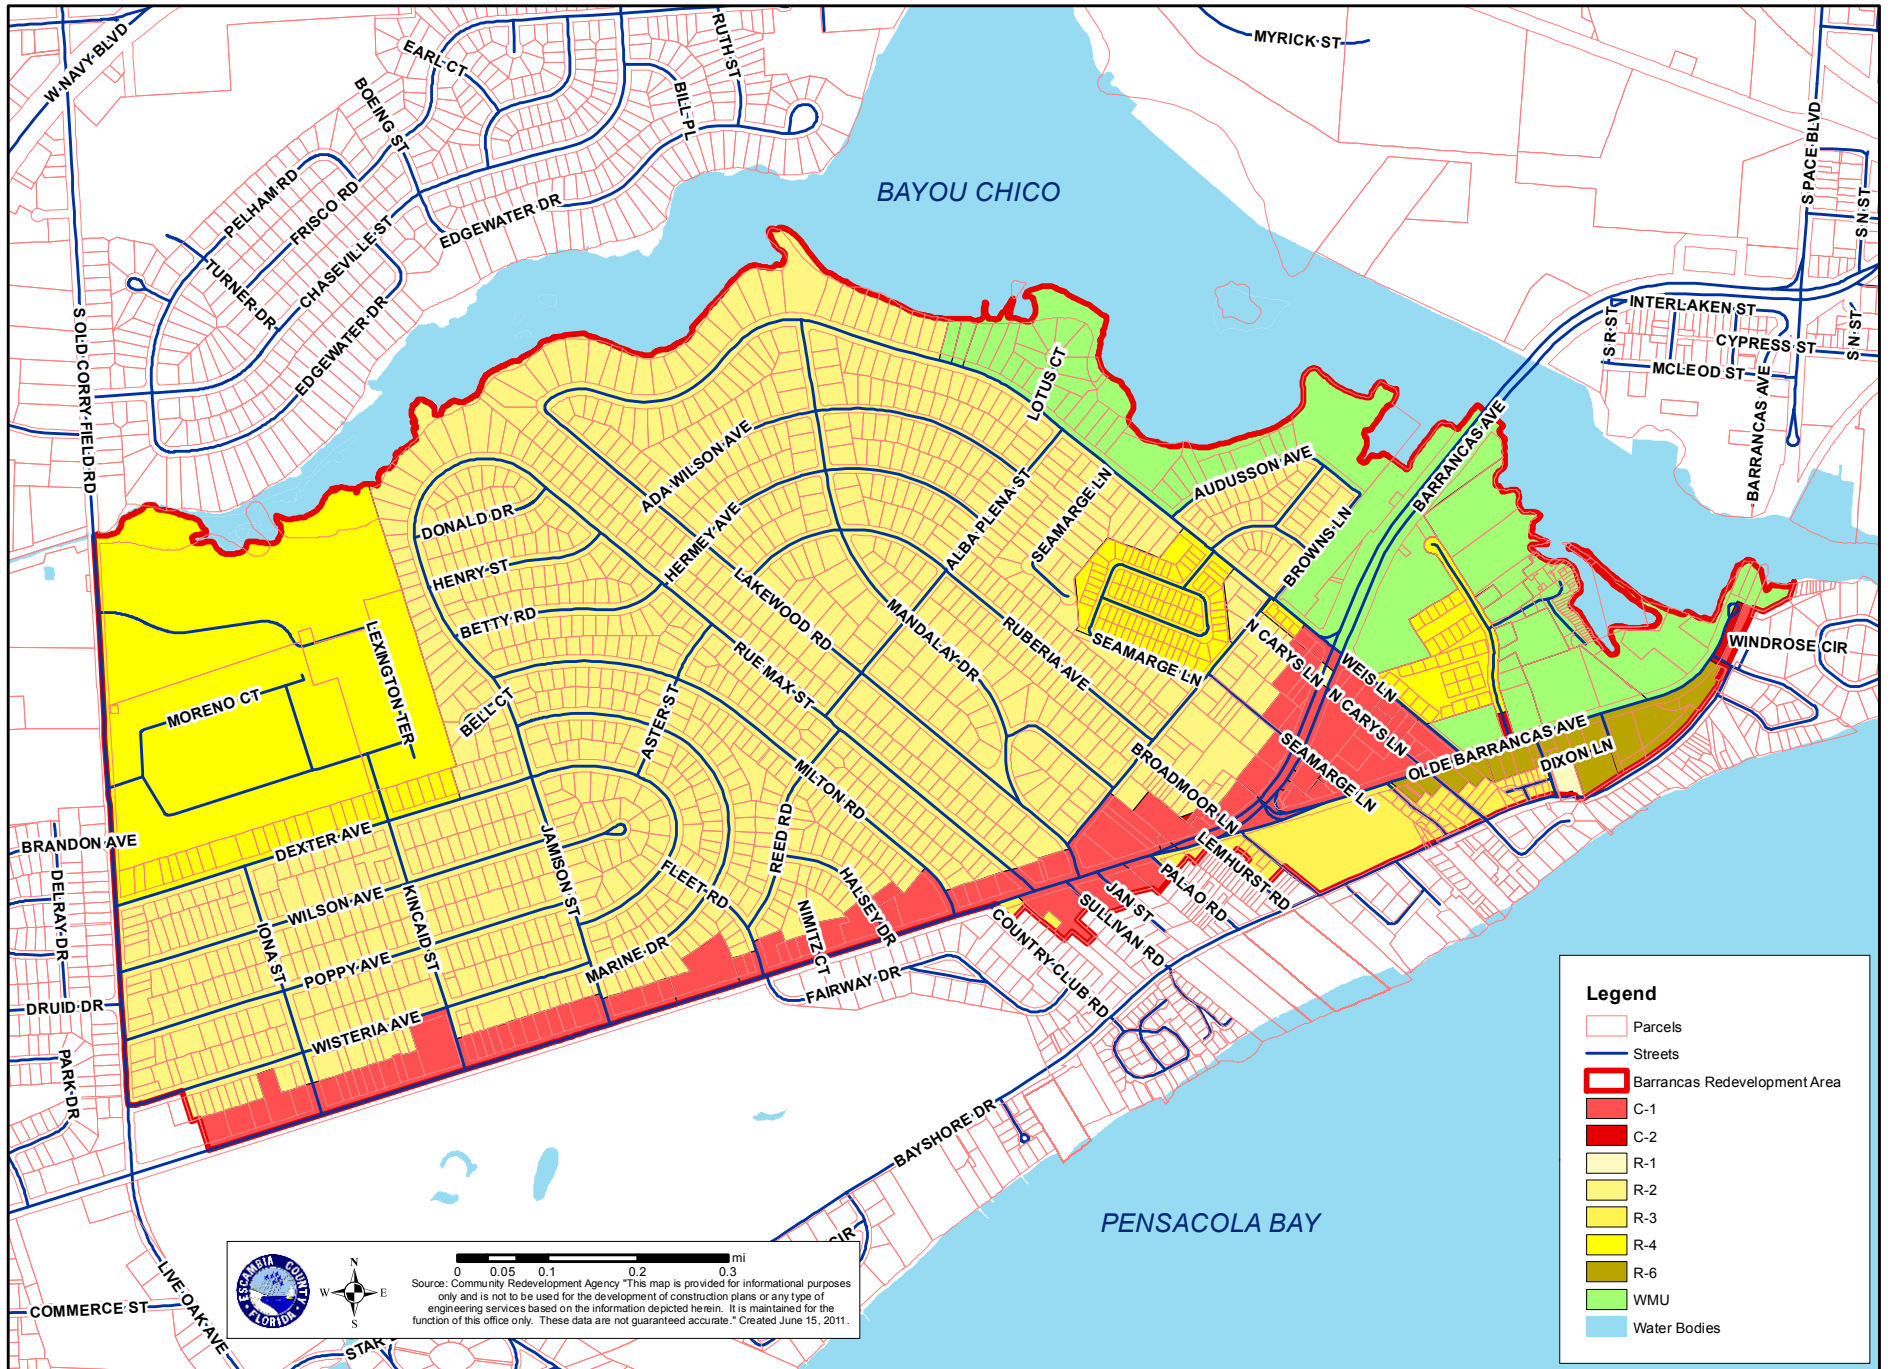 W NAVY BLVD
EARL CT
RUTH ST
BOEING ST
BILL PL
MYRICK ST
S PACE BLVD
S N ST
BAYOU CHICO
PELHAM RD
FRISCO RD
CHASEVILLE ST
EDGEWATER DR
TURNER DR
EDGEWATER DR
S OLD CORRY FIELD RD
INTERLAKEN ST
S R ST
CYPRESS ST
S N ST
MCLEOD ST
BARRANCAS AVE
LOTUS CT
BARRANCAS AVE
ADA WILSON AVE
AUDUSSON AVE
ALBA PLENA ST
SEAMARGE LN
DONALD DR
HERMEY AVE
BROWNS LN
HENRY ST
LAKEWOOD RD
MANDALAY DR
RUBERIA AVE
BETTY RD
LEXINGTON TER
SEAMARGE LN
N CARYS LN
WEIS LN
N CARYS LN
WINDROSE CIR
RUE MAX ST
MORENO CT
BELL CT
ASTER ST
SEAMARGE LN
BROADMOOR LN
OLDE BARRANCAS AVE
DIXON LN
MILTON RD
REED RD
BRANDON AVE
DEXTER AVE
JAMISON ST
LEMHURST RD
DELRAY DR
WILSON AVE
KINCAID ST
FLEET RD
HALSEY DR
NIMITZ CT
PALAO RD
JAN ST
SULLIVAN RD
IONA ST
POPPY AVE
MARINE DR
COUNTRY CLUB RD
FAIRWAY DR
DRUID DR
WISTERIA AVE
PARK DR
BAYSHORE DR
PENSACOLA BAY
CIR
LIVE OAK AVE
COMMERCE ST
STAR
Legend
Parcels
Streets
Barrancas Redevelopment Area
C-1
C-2
R-1
R-2
R-3
R-4
R-6
WMU
Water Bodies
ESCAMBIA COUNTY
FLORIDA
N
W E
S
mi
0 0.05 0.1 0.2 0.3
Source: Community Redevelopment Agency "This map is provided for informational purposes
only and is not to be used for the development of construction plans or any type of
engineering services based on the information depicted herein. It is maintained for the
function of this office only. These data are not guaranteed accurate." Created June 15, 2011.